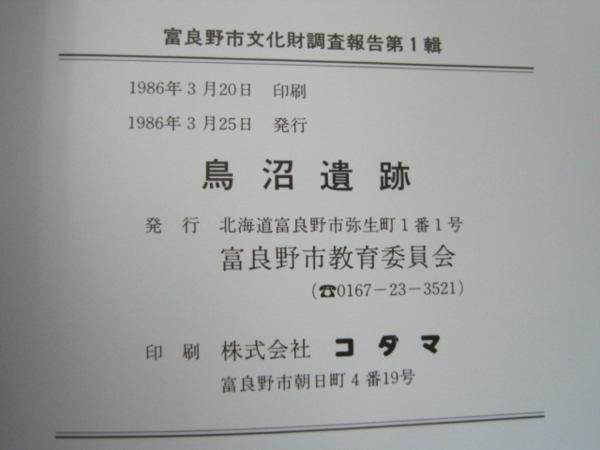 富良野市文化財調査報告第1輯
1986年3月20日 印刷
1986年3月25日 発行
鳥沼遺跡
発行 北海道富良野市弥生町1番1号
富良野市教育委員会
(☎0167−23−3521)
印刷 株式会社 コタマ
富良野市朝日町4番19号